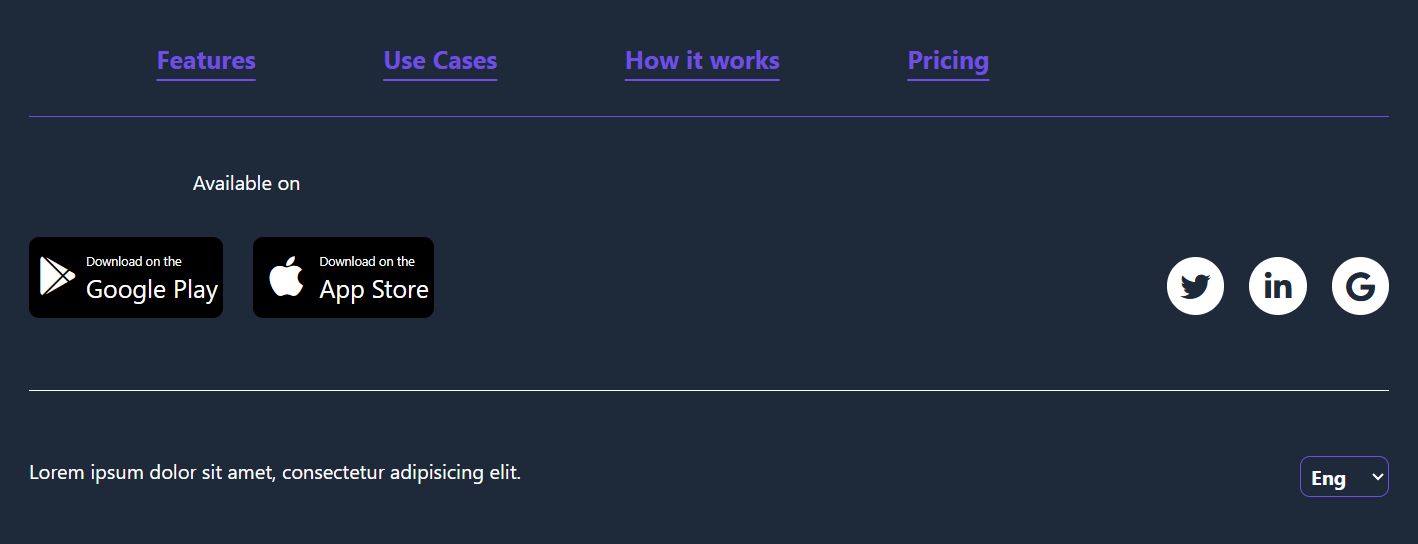 Features Use Cases How it works Pricing
Available on
Download on the
Google Play
Download on the
App Store
Lorem ipsum dolor sit amet, consectetur adipisicing elit.
Eng